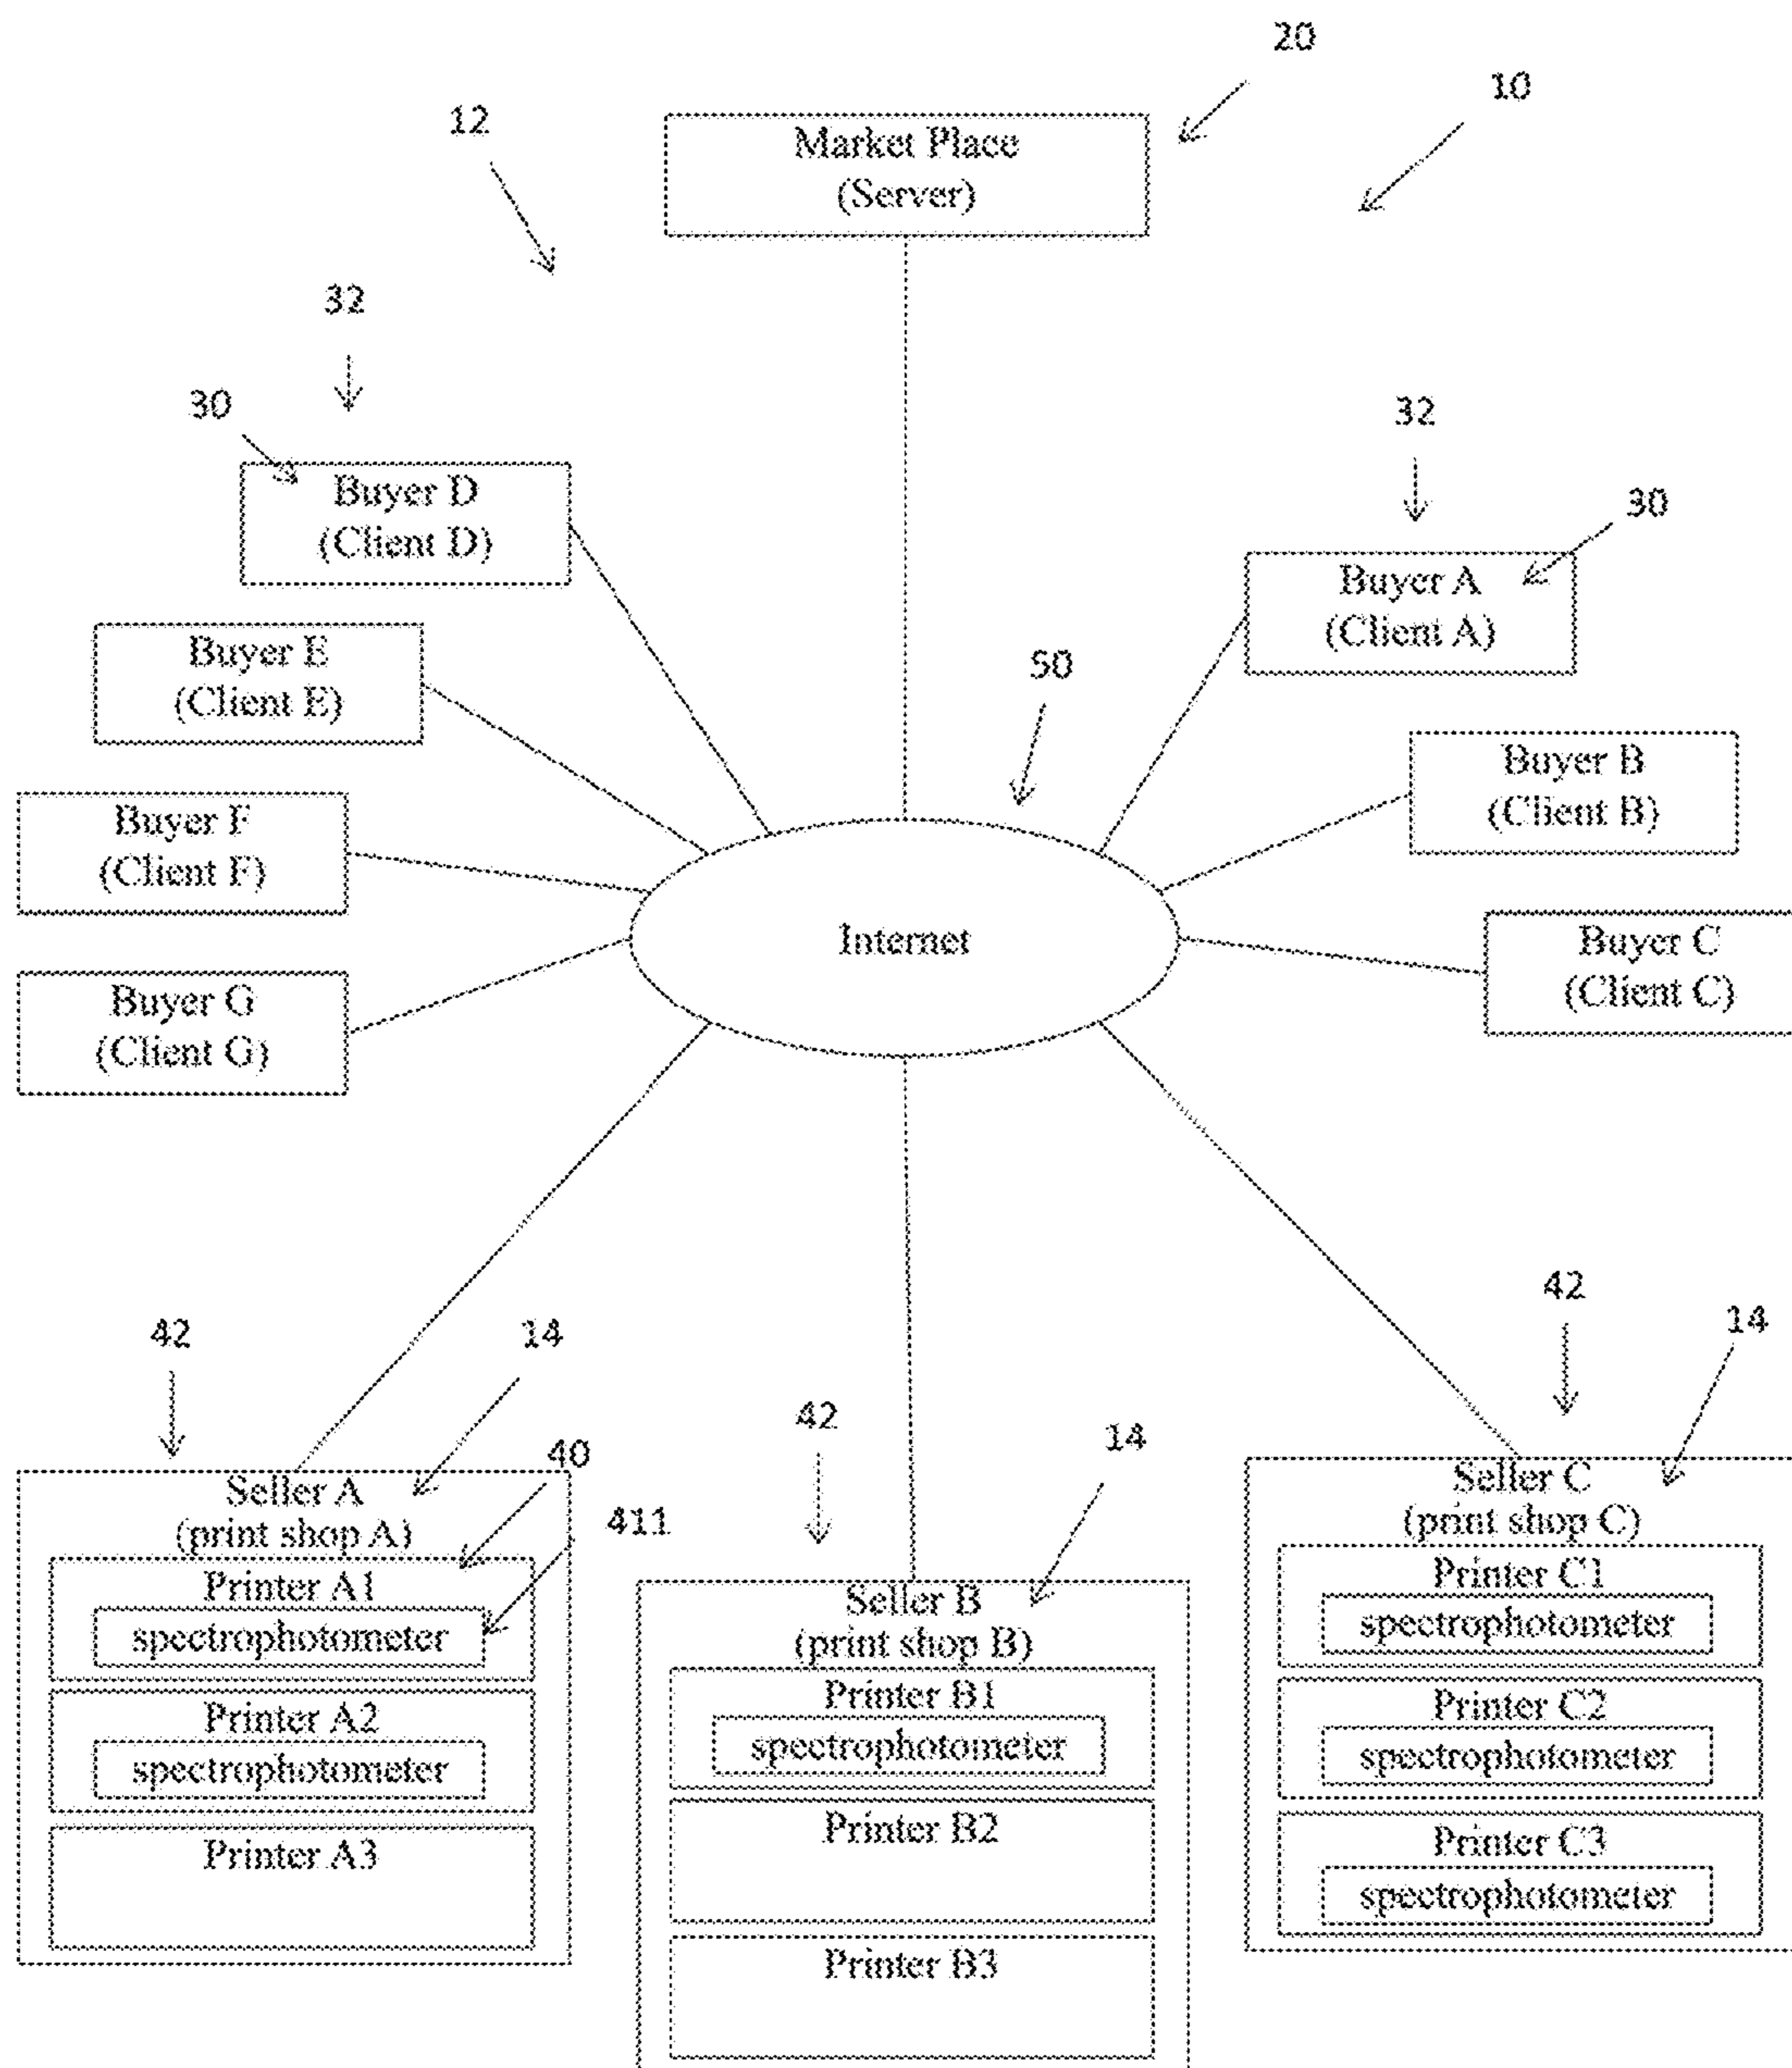 20
10
12
Market Place
(Server)
32
30
Buyer D
(Client D)
32
30
Buyer A
(Client A)
Buyer E
(Client E)
50
Buyer B
(Client B)
Buyer F
(Client F)
Internet
Buyer C
(Client C)
Buyer G
(Client G)
42
14
40
411
Seller A
(print shop A)
Printer A1
spectrophotometer
Printer A2
spectrophotometer
Printer A3
42
14
Seller B
(print shop B)
Printer B1
spectrophotometer
Printer B2
Printer B3
42
14
Seller C
(print shop C)
Printer C1
spectrophotometer
Printer C2
spectrophotometer
Printer C3
spectrophotometer